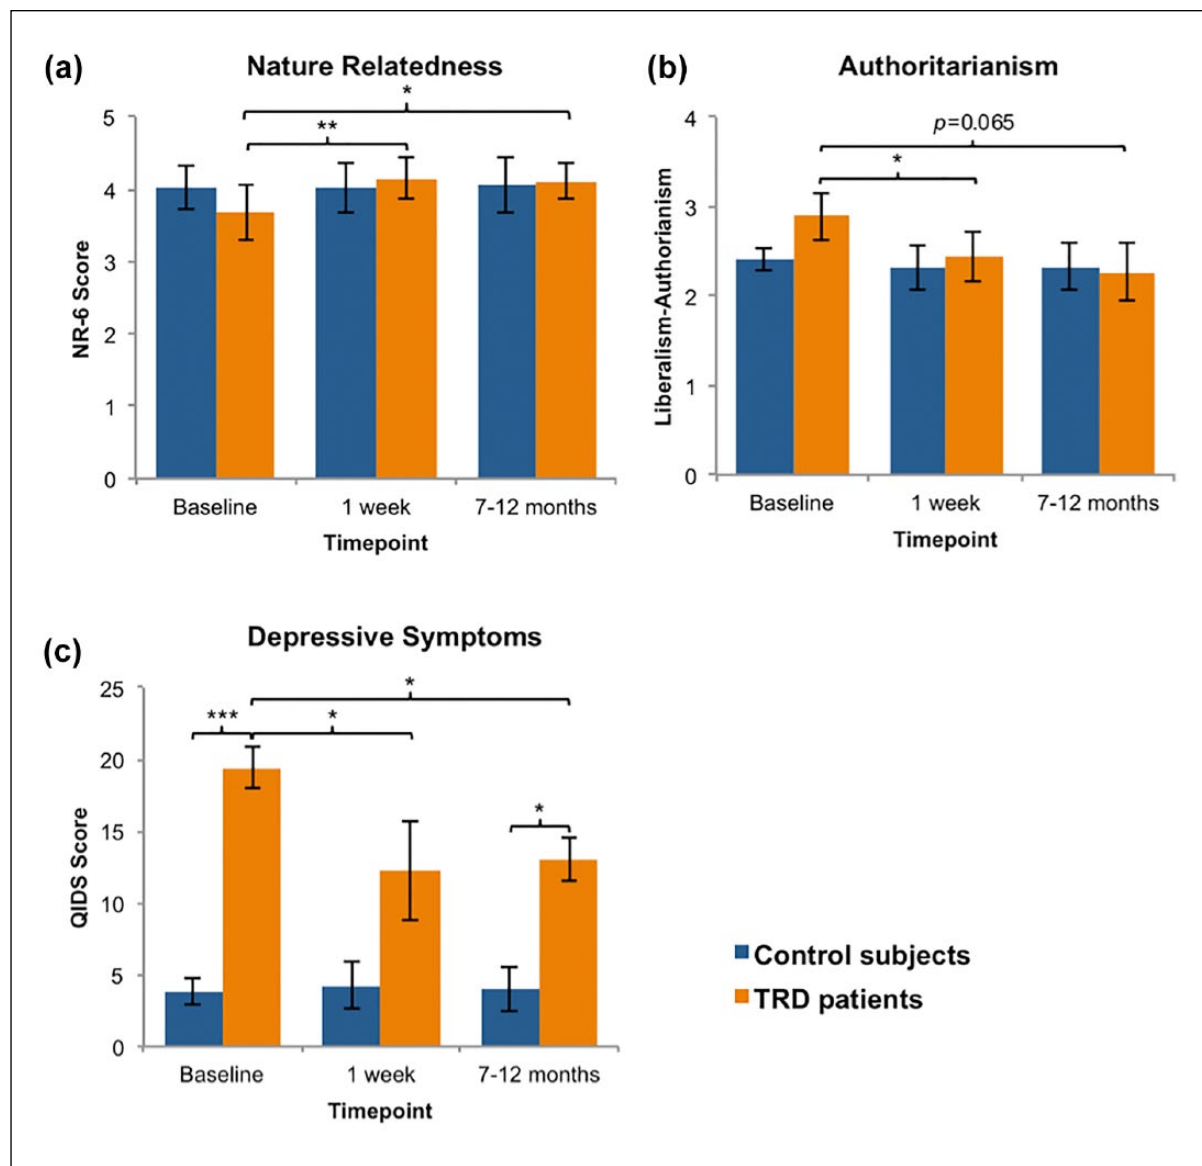 (a) Nature Relatedness
*
**
5
4
3
2
1
0
NR-6 Score
Baseline 1 week 7-12 months
Timepoint
(b) Authoritarianism
p=0.065
*
4
3
2
1
0
Liberalism-Authorianism
Baseline 1 week 7-12 months
Timepoint
(c) Depressive Symptoms
*
*** *
*
25
20
15
10
5
0
QIDS Score
Baseline 1 week 7-12 months
Timepoint
Control subjects
TRD patients